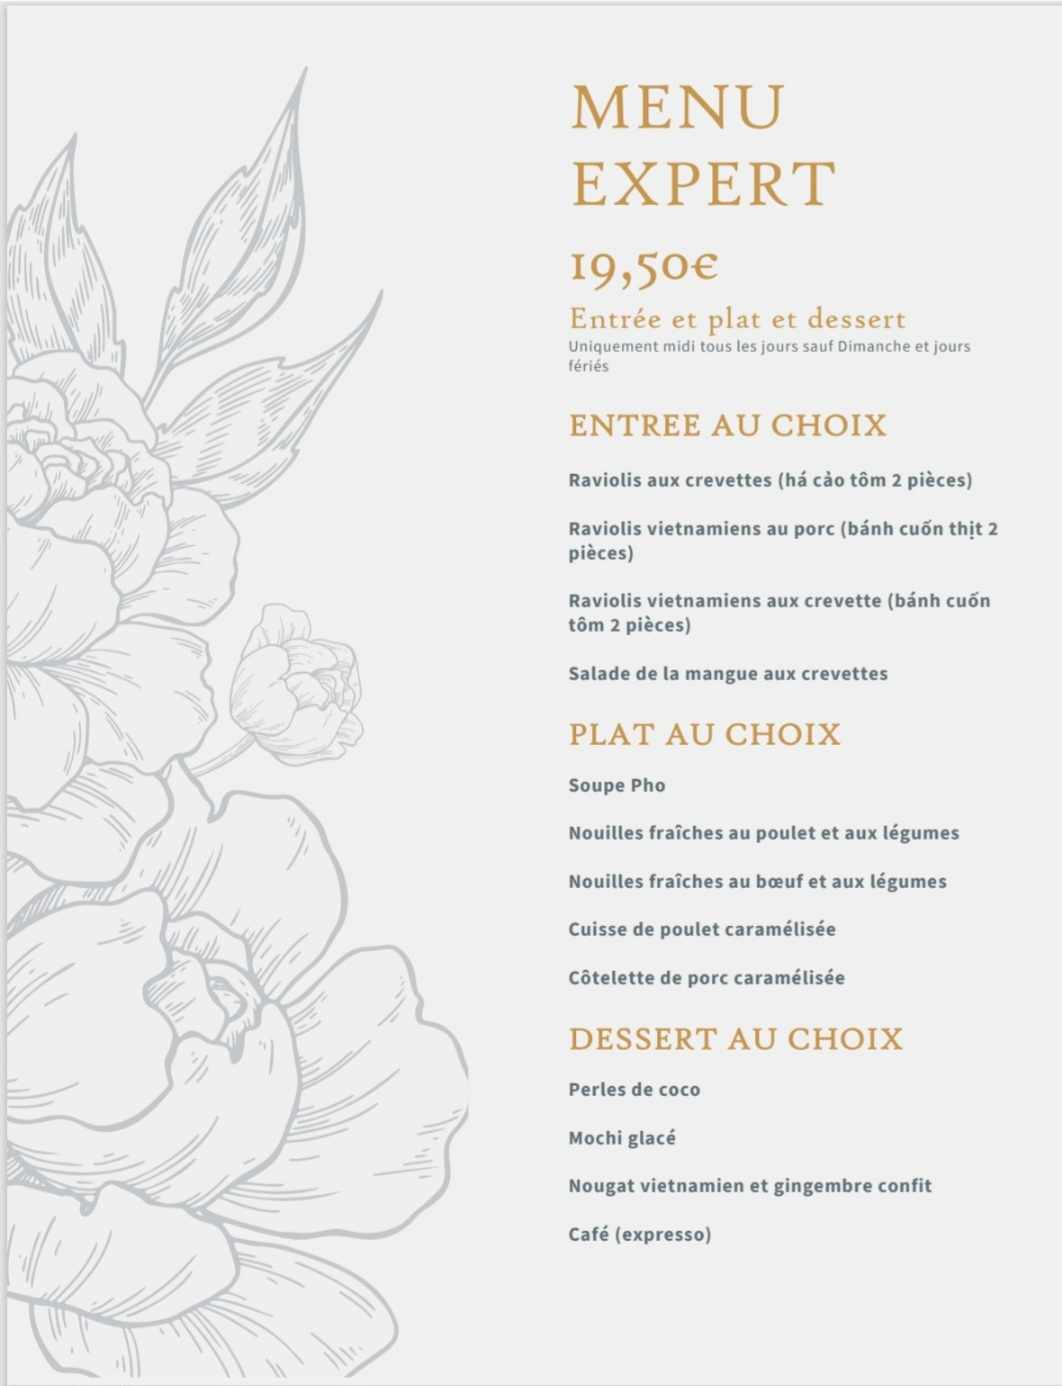 MENU
EXPERT
19,50€
Entrée et plat et dessert
Uniquement midi tous les jours sauf Dimanche et jours
fériés
ENTREE AU CHOIX
Raviolis aux crevettes (há cảo tôm 2 pièces)
Raviolis vietnamiens au porc (bánh cuốn thịt 2
pièces)
Raviolis vietnamiens aux crevette (bánh cuốn
tôm 2 pièces)
Salade de la mangue aux crevettes
PLAT AU CHOIX
Soupe Pho
Nouilles fraîches au poulet et aux légumes
Nouilles fraîches au bœuf et aux légumes
Cuisse de poulet caramélisée
Côtelette de porc caramélisée
DESSERT AU CHOIX
Perles de coco
Mochi glacé
Nougat vietnamien et gingembre confit
Café (expresso)